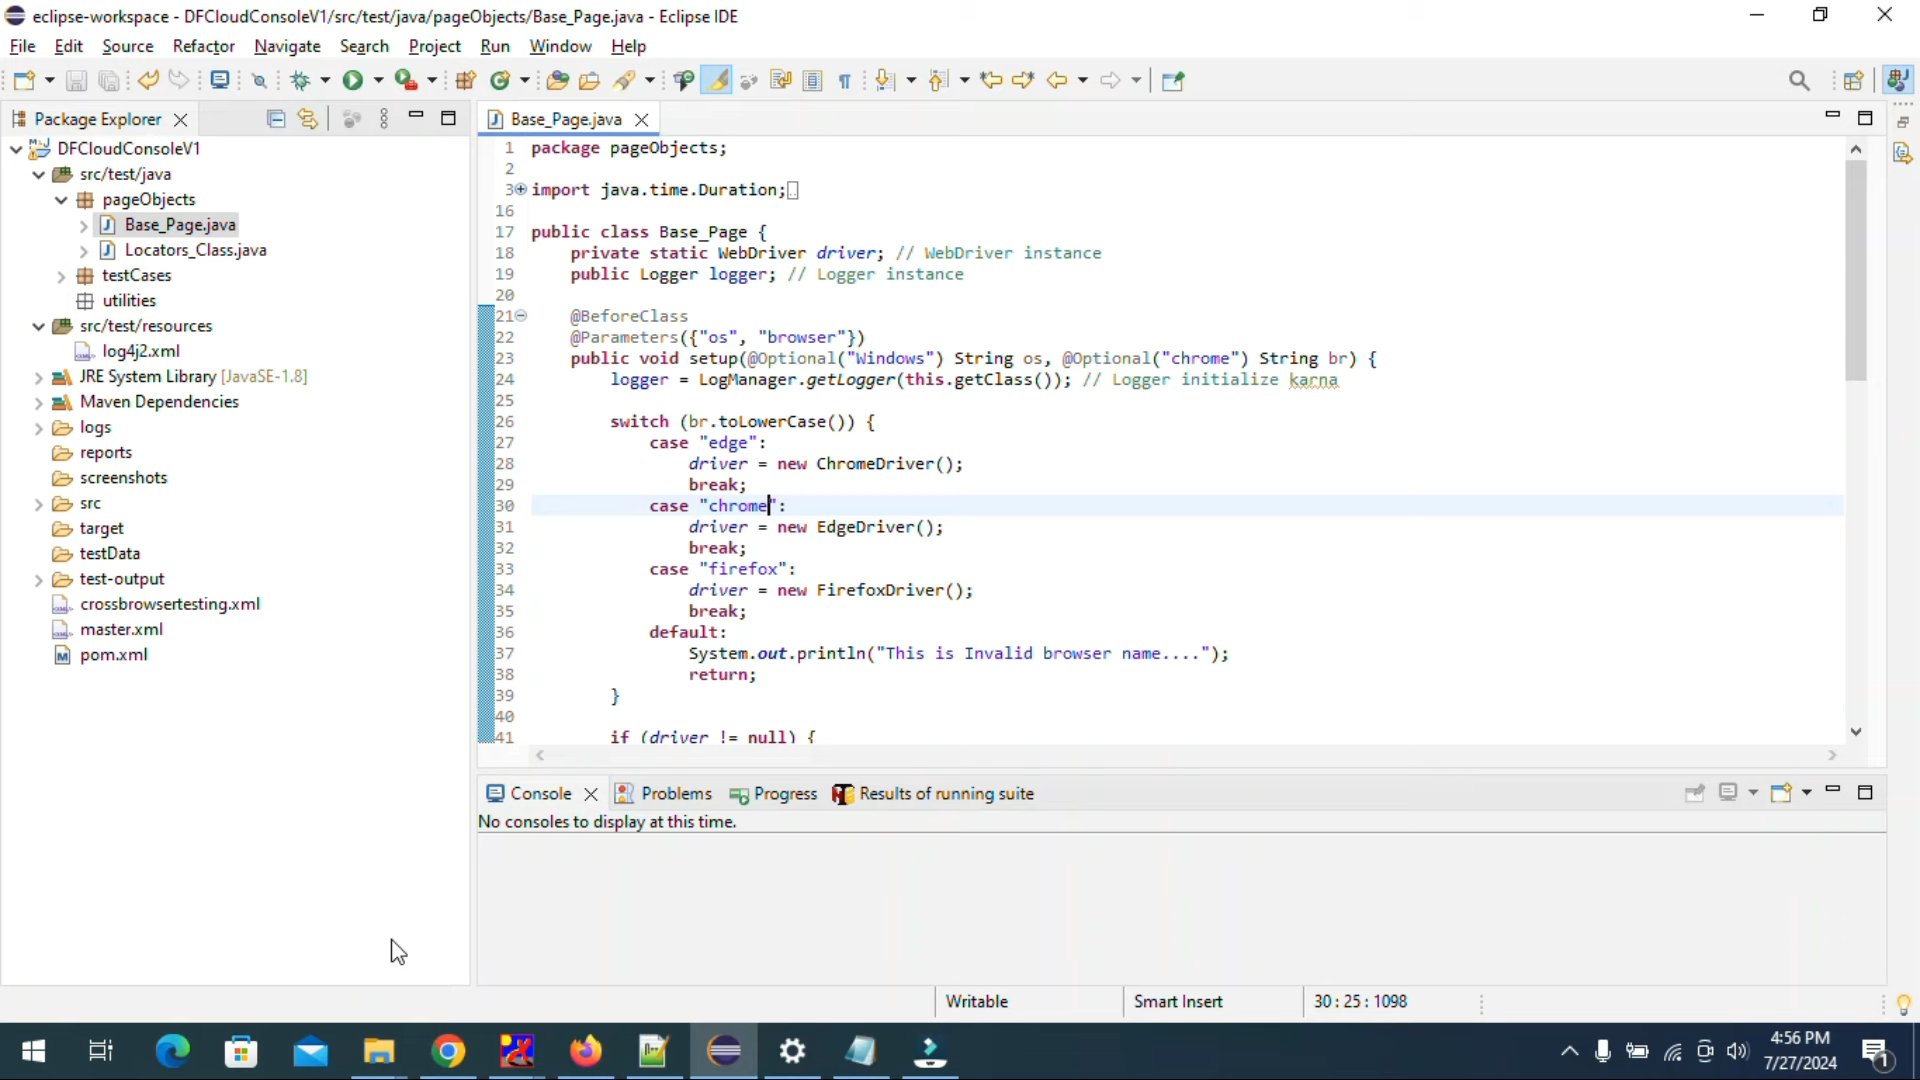 eclipse-workspace - DFCloudConsoleV1/src/test/java/pageObjects/Base_Page.java - Eclipse IDE
File Edit Source Refactor Navigate Search Project Run Window Help
Package Explorer
DFCloudConsoleV1
src/test/java
pageObjects
Base_Page.java
Locators_Class.java
testCases
utilities
src/test/resources
log4j2.xml
JRE System Library [JavaSE-1.8]
Maven Dependencies
logs
reports
screenshots
src
target
testData
test-output
crossbrowsertesting.xml
master.xml
pom.xml
Base_Page.java
1 package pageObjects;
2
3 import java.time.Duration;
16
17 public class Base_Page {
18 private static WebDriver driver; // WebDriver instance
19 public Logger logger; // Logger instance
20
21 @BeforeClass
22 @Parameters({"os", "browser"})
23 public void setup(@Optional("Windows") String os, @Optional("chrome") String br) {
24 logger = LogManager.getLogger(this.getClass()); // Logger initialize karna
25
26 switch (br.toLowerCase()) {
27 case "edge":
28 driver = new ChromeDriver();
29 break;
30 case "chrome":
31 driver = new EdgeDriver();
32 break;
33 case "firefox":
34 driver = new FirefoxDriver();
35 break;
36 default:
37 System.out.println("This is Invalid browser name....");
38 return;
39 }
40
41 if (driver != null) {
Console Problems Progress Results of running suite
No consoles to display at this time.
Writable Smart Insert 30 : 25 : 1098
4:56 PM
7/27/2024
1